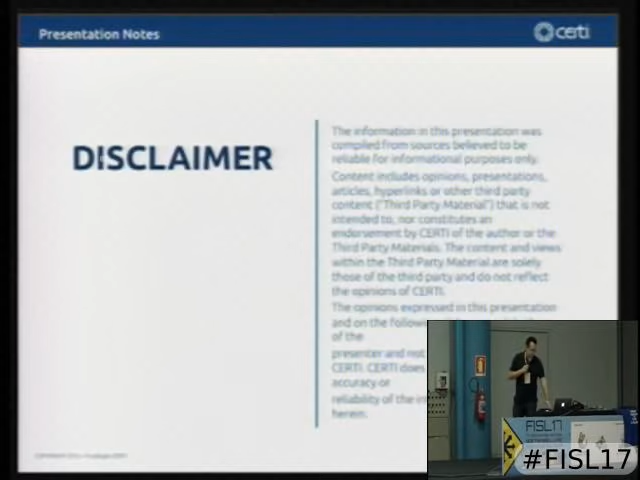 Presentation Notes
certi
DISCLAIMER
The information in this presentation was
compiled from sources believed to be
reliable for informational purposes only.
Content includes opinions, presentations,
articles, hyperlinks or other third party
content ("Third Party Material") that is not
intended to, nor constitutes an
endorsement by CERTI of the author or the
Third Party Materials. The content and views
within the Third Party Material are solely
those of the third party and do not reflect
the opinions of CERTI.
The opinions expressed in this presentation
and on the follow
of the
presenter and not
CERTI. CERTI does
accuracy or
reliability of the in
herein.
FISL17
#FISL17